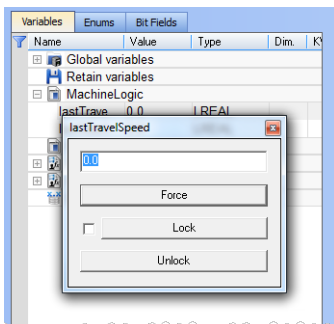 Variables Enums Bit Fields
Name Value Type Dim.
Global variables
Retain variables
MachineLogic
lastTrave 0.0 LREAL
lastTravelSpeed
0.0
Force
Lock
Unlock